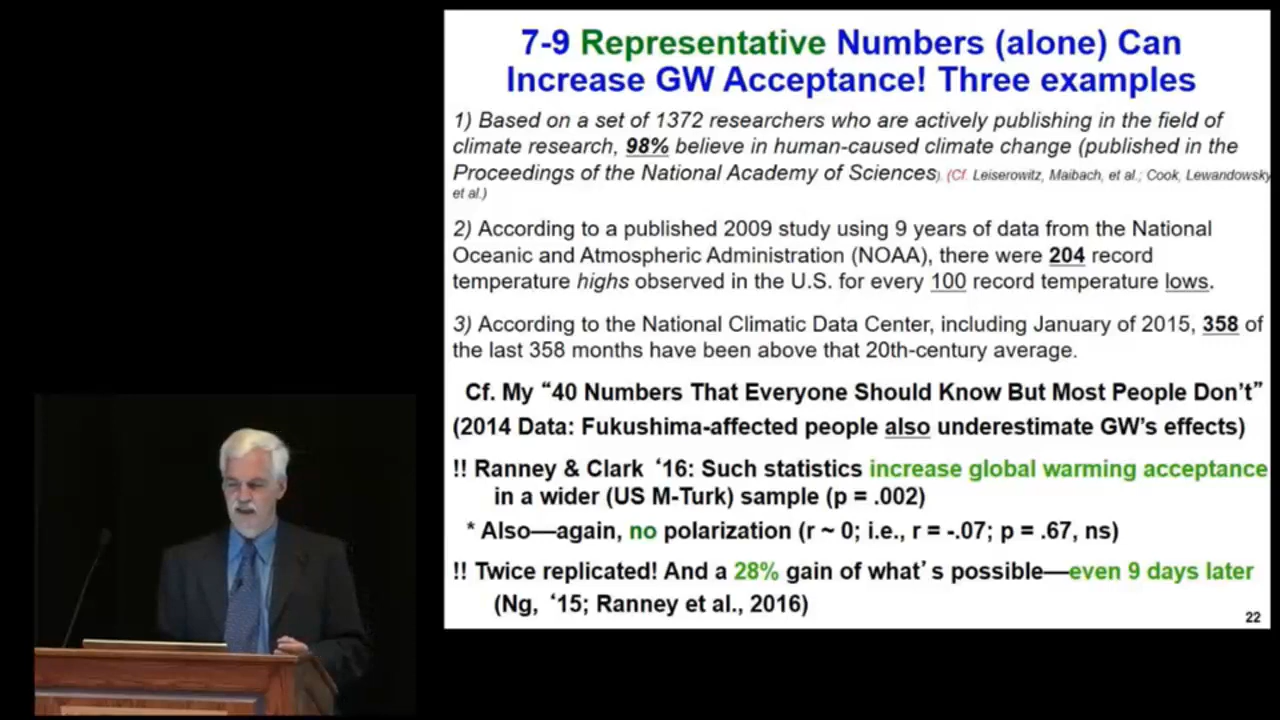 7-9 Representative Numbers (alone) Can
Increase GW Acceptance! Three examples
1) Based on a set of 1372 researchers who are actively publishing in the field of
climate research, 98% believe in human-caused climate change (published in the
Proceedings of the National Academy of Sciences). (Cf. Leiserowitz, Maibach, et al.; Cook, Lewandowsky
et al.)
2) According to a published 2009 study using 9 years of data from the National
Oceanic and Atmospheric Administration (NOAA), there were 204 record
temperature highs observed in the U.S. for every 100 record temperature lows.
3) According to the National Climatic Data Center, including January of 2015, 358 of
the last 358 months have been above that 20th-century average.
Cf. My “40 Numbers That Everyone Should Know But Most People Don’t”
(2014 Data: Fukushima-affected people also underestimate GW’s effects)
!! Ranney & Clark ‘16: Such statistics increase global warming acceptance
in a wider (US M-Turk) sample (p = .002)
* Also—again, no polarization (r ~ 0; i.e., r = -.07; p = .67, ns)
!! Twice replicated! And a 28% gain of what’s possible—even 9 days later
(Ng, ‘15; Ranney et al., 2016)
22